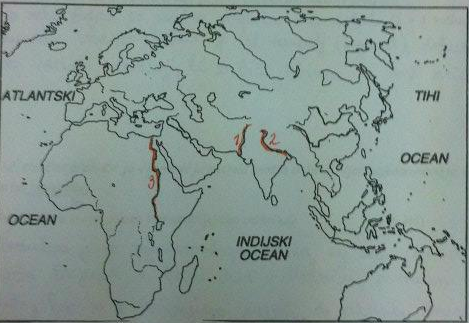 ATLANTSKI
OCEAN
TIHI
OCEAN
INDIJSKI
OCEAN
1
2
3